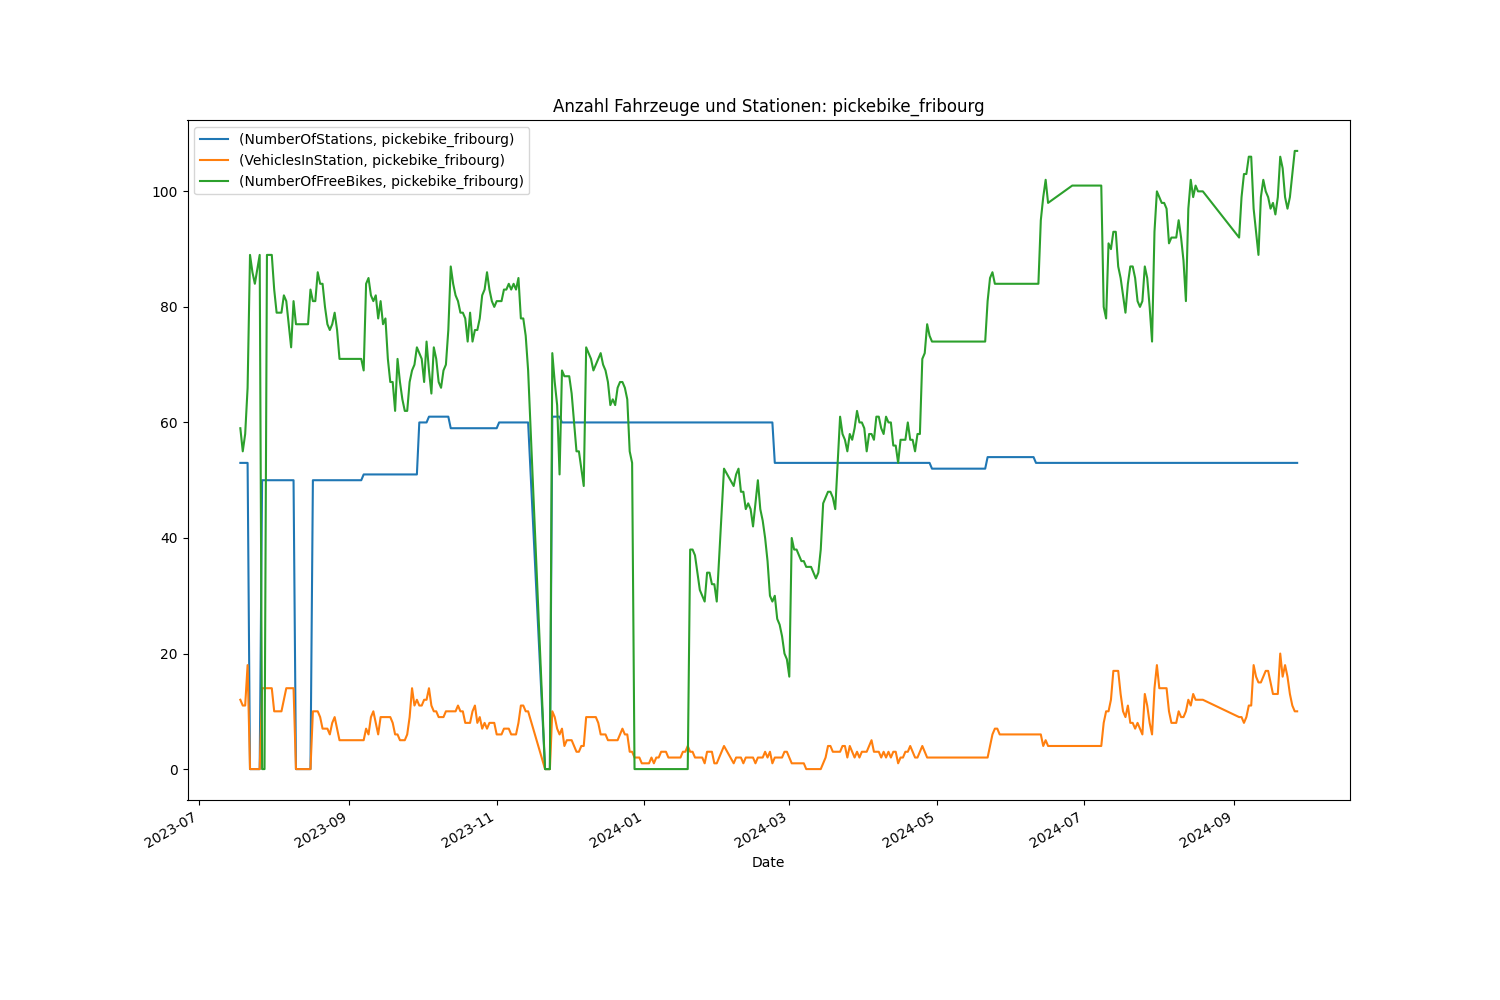 Anzahl Fahrzeuge und Stationen: pickebike_fribourg
(NumberOfStations, pickebike_fribourg)
(VehiclesInStation, pickebike_fribourg)
(NumberOfFreeBikes, pickebike_fribourg)
100
80
60
40
20
0
2023-07
2023-09
2023-11
2024-01
2024-03
2024-05
2024-07
2024-09
Date